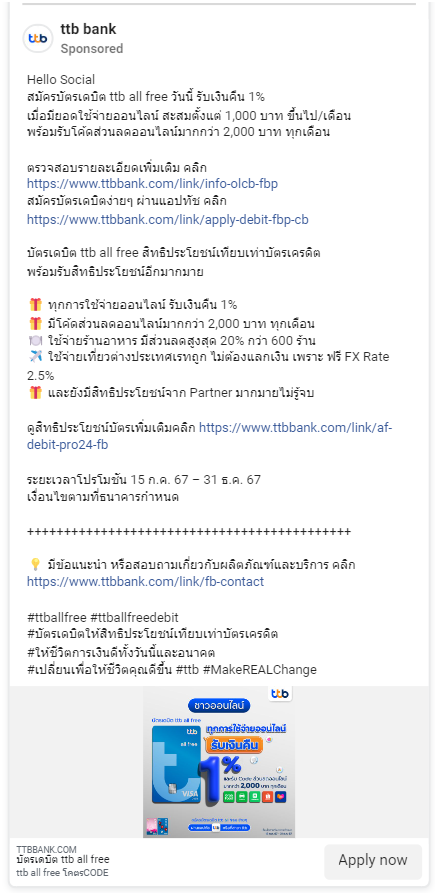 ttb bank
Sponsored
Hello Social
สมัครบัตรเดบิต ttb all free วันนี้ รับเงินคืน 1%
เมื่อมียอดใช้จ่ายออนไลน์ สะสมตั้งแต่ 1,000 บาท ขึ้นไป/เดือน
พร้อมรับโค้ดส่วนลดออนไลน์มากกว่า 2,000 บาท ทุกเดือน
ตรวจสอบรายละเอียดเพิ่มเติม คลิก
https://www.ttbbank.com/link/info-olcb-fbp
สมัครบัตรเดบิตง่ายๆ ผ่านแอปทัช คลิก
https://www.ttbbank.com/link/apply-debit-fbp-cb
บัตรเดบิต ttb all free สิทธิประโยชน์เทียบเท่าบัตรเครดิต
พร้อมรับสิทธิประโยชน์อีกมากมาย
🎁 ทุกการใช้จ่ายออนไลน์ รับเงินคืน 1%
🎁 มีโค้ดส่วนลดออนไลน์มากกว่า 2,000 บาท ทุกเดือน
🍽️ ใช้จ่ายร้านอาหาร มีส่วนลดสูงสุด 20% กว่า 600 ร้าน
✈️ ใช้จ่ายเที่ยวต่างประเทศเรทถูก ไม่ต้องแลกเงิน เพราะ ฟรี FX Rate
2.5%
🎁 และยังมีสิทธิประโยชน์จาก Partner มากมายไม่รู้จบ
ดูสิทธิประโยชน์บัตรเพิ่มเติมคลิก https://www.ttbbank.com/link/af-
debit-pro24-fb
ระยะเวลาโปรโมชัน 15 ก.ค. 67 – 31 ธ.ค. 67
เงื่อนไขตามที่ธนาคารกำหนด
++++++++++++++++++++++++++++++++++++++++++++
💡 มีข้อแนะนำ หรือสอบถามเกี่ยวกับผลิตภัณฑ์และบริการ คลิก
https://www.ttbbank.com/link/fb-contact
#ttballfree #ttballfreedebit
#บัตรเดบิตให้สิทธิประโยชน์เทียบเท่าบัตรเครดิต
#ให้ชีวิตการเงินดีทั้งวันนี้และอนาคต
#เปลี่ยนเพื่อให้ชีวิตคุณดีขึ้น #ttb #MakeREALChange
ttb
ชาวออนไลน์
บัตรเดบิต ttb all free
ทุกการใช้จ่ายออนไลน์
รับเงินคืน
1%
ttb
all free
VISA
มากกว่า 2,000 บาท ทุกเดือน
TTBBANK.COM
บัตรเดบิต ttb all free
ttb all free โดดรCODE
Apply now